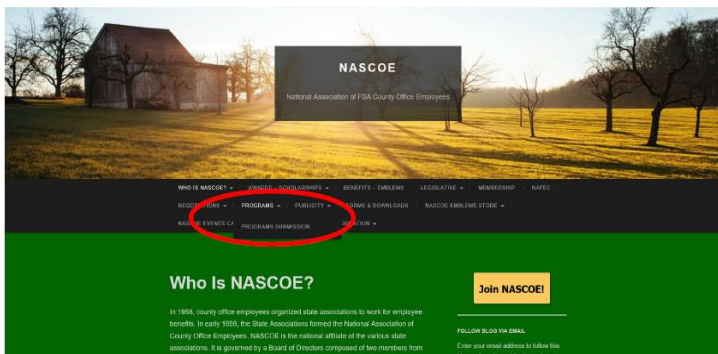 NASCOE
National Association of FSA County Office Employees
WHO IS NASCOE? AWARDS – SCHOLARSHIPS BENEFITS – EMBLEMS LEGISLATIVE MEMBERSHIP NAFEC
NEGOTIATIONS PROGRAMS PUBLICITY FORMS & DOWNLOADS NASCOE EMBLEME STORE
NASCOE EVENTS
PROGRAMS SUBMISSION
Who Is NASCOE?
In 1958, county office employees organized state associations to work for employee
benefits. In early 1959, the State Associations formed the National Association of
County Office Employees. NASCOE is the national affiliate of the various state
associations. It is governed by a Board of Directors composed of two members from
Join NASCOE!
FOLLOW BLOG VIA EMAIL
Enter your email address to follow this